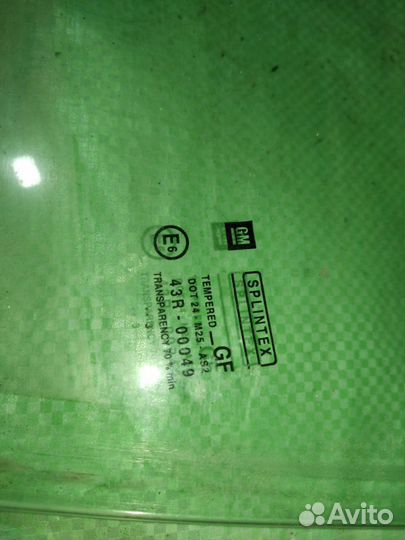 GM
SPLINTEX
GF
TEMPERED
DOT 24 - M25 - AS2
E6
43R - 00049
TRANSPARENCY 70 % min
Avito